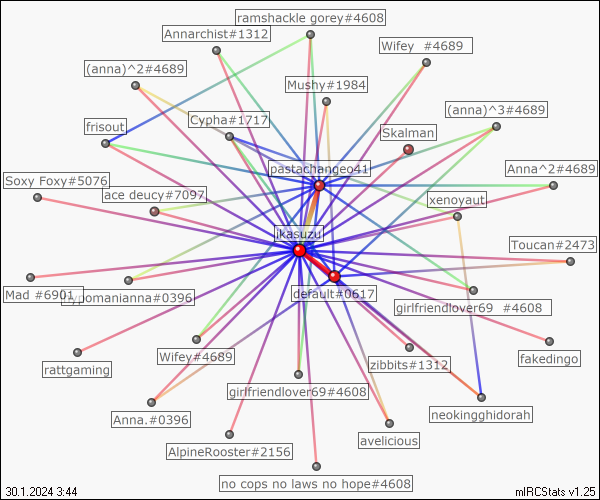 ramshackle gorey#4608
Annarchist#1312
Wifey #4689
(anna)^2#4689
Mushy#1984
(anna)^3#4689
Cypha#1717
frisout
Skalman
pastachangeo41
Anna^2#4689
Soxy Foxy#5076
ace deucy#7097
xenoyaut
ikasuzu
Toucan#2473
default#0617
Mad #6901
hypomanianna#0396
girlfriendlover69 #4608
Wifey#4689
zibbits#1312
fakedingo
rattgaming
girlfriendlover69#4608
neokingghidorah
Anna.#0396
avelicious
AlpineRooster#2156
no cops no laws no hope#4608
30.1.2024 3:44
mIRCStats v1.25